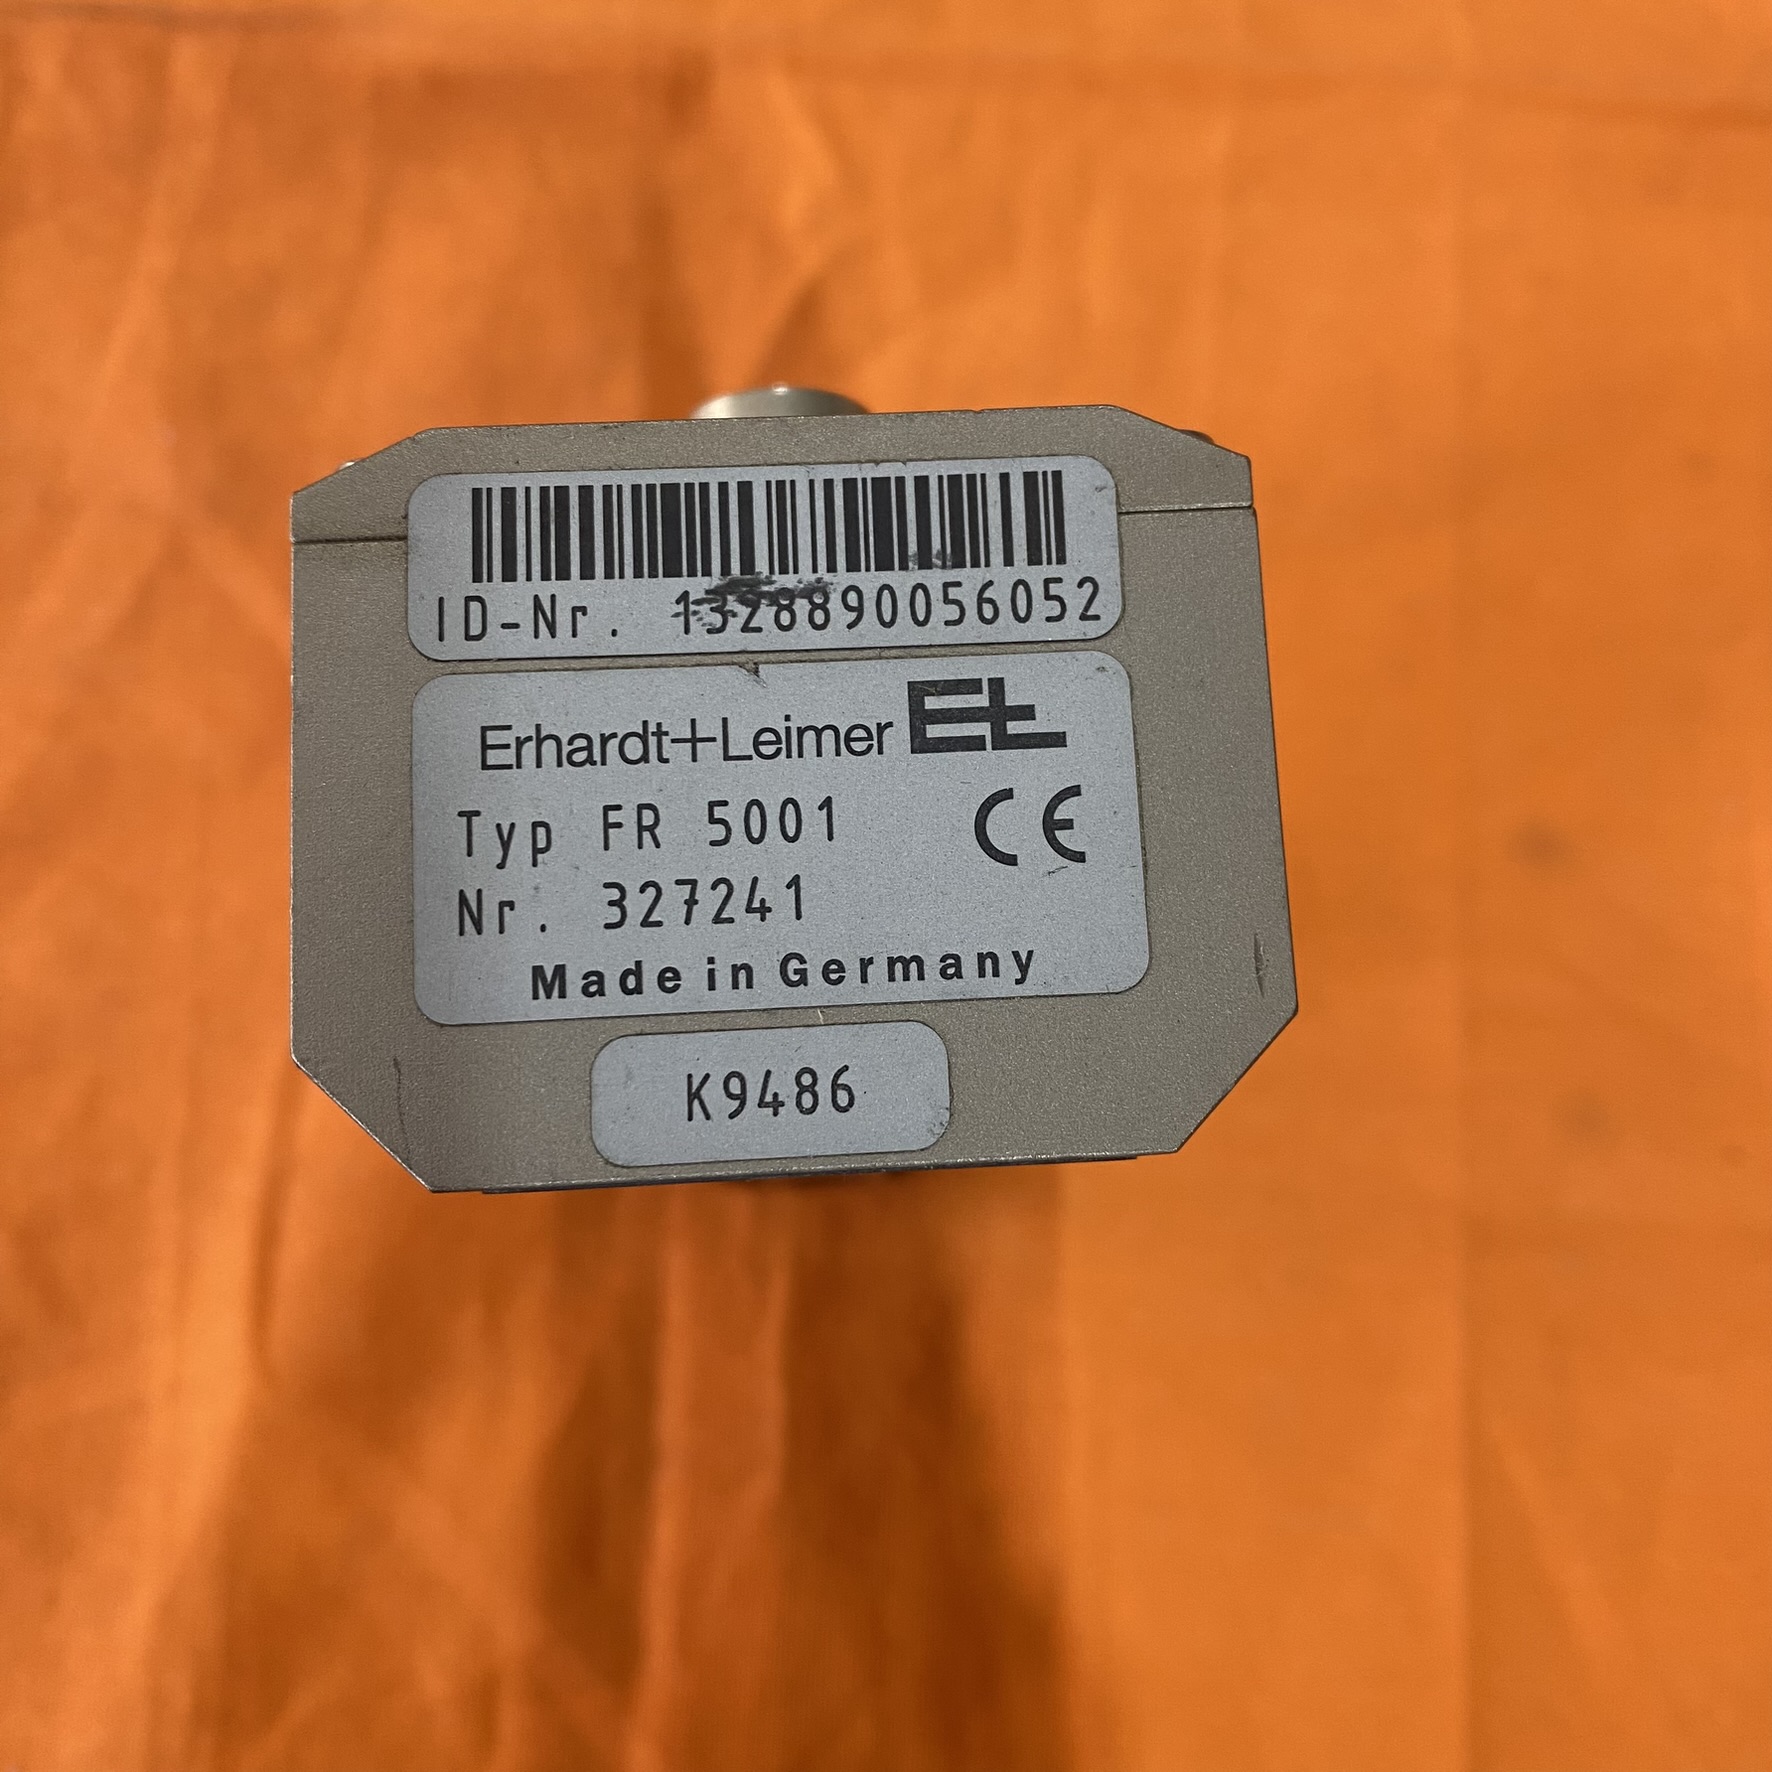 ID-Nr. 1328890056052
Erhardt+Leimer E+L
Typ FR 5001 CE
Nr. 327241
Made in Germany
K9486